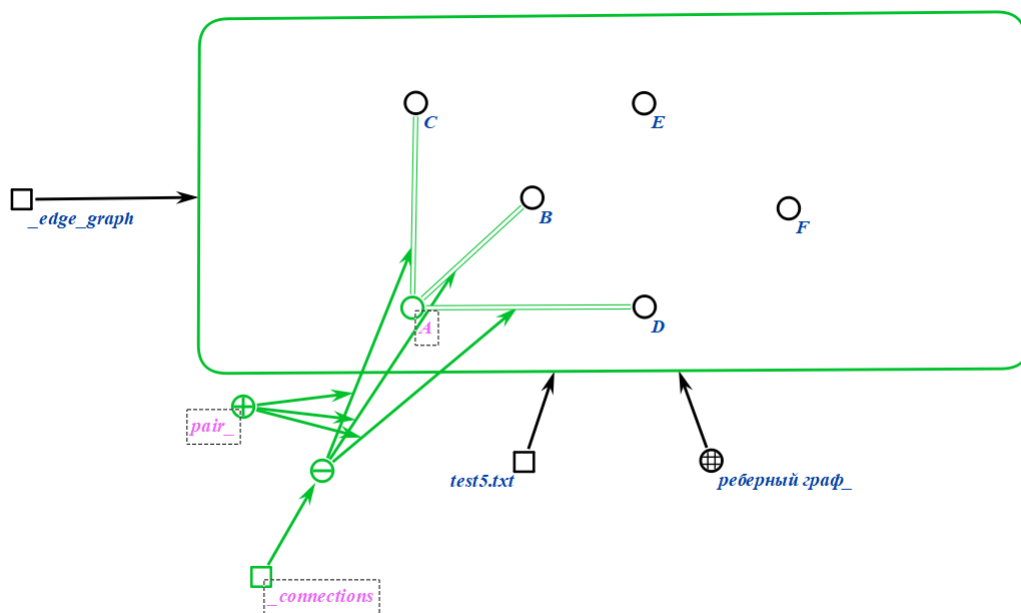 C
E
_edge_graph
B
F
A
D
pair_
test5.txt
реберный граф_
_connections